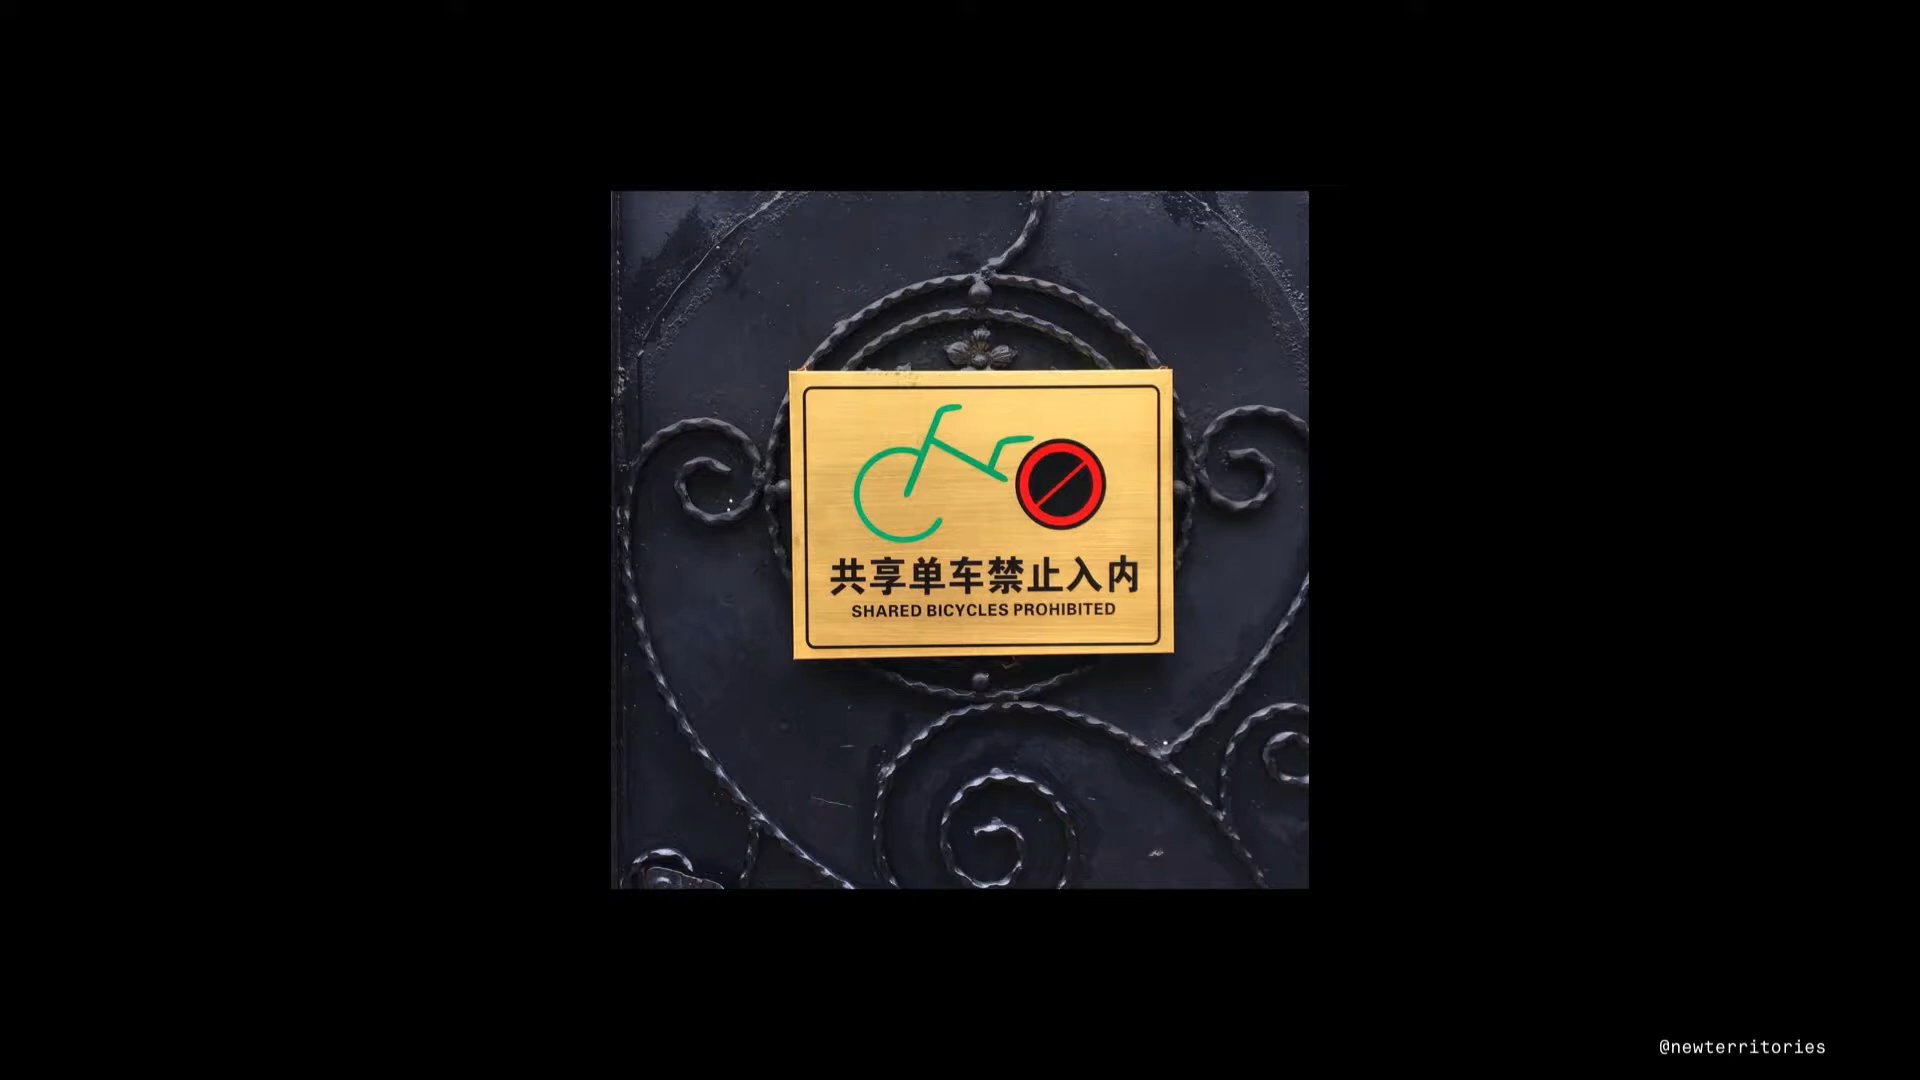 共享单车禁止入内
SHARED BICYCLES PROHIBITED
@newterritories